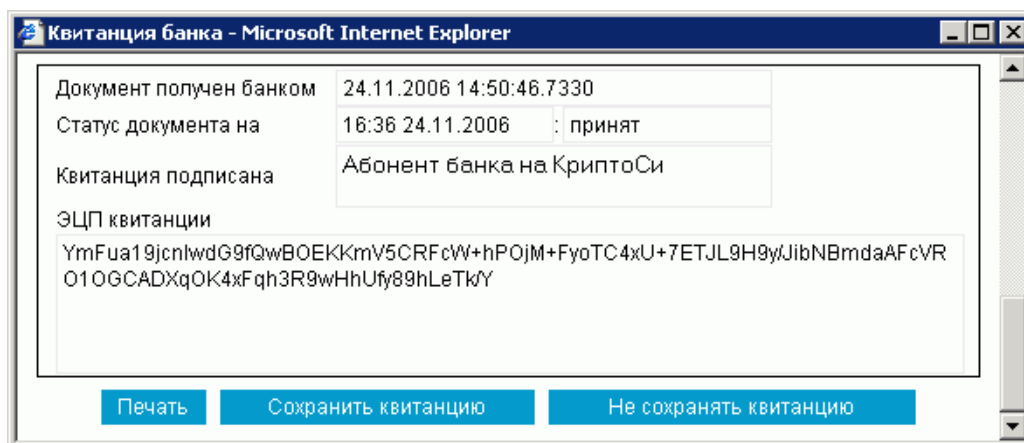 Квитанция банка - Microsoft Internet Explorer
Документ получен банком 24.11.2006 14:50:46.7330
Статус документа на 16:36 24.11.2006 : принят
Квитанция подписана Абонент банка на КриптоСи
ЭЦП квитанции
YmFua19jcnlwdG9fQwBOEKKmV5CRFcW+hPOjM+FyoTC4xU+7ETJL9H9y/JibNBmdaAFcVR
O1OGCADXqOK4xFqh3R9wHhUfy89hLeTk/Y
Печать Сохранить квитанцию Не сохранять квитанцию